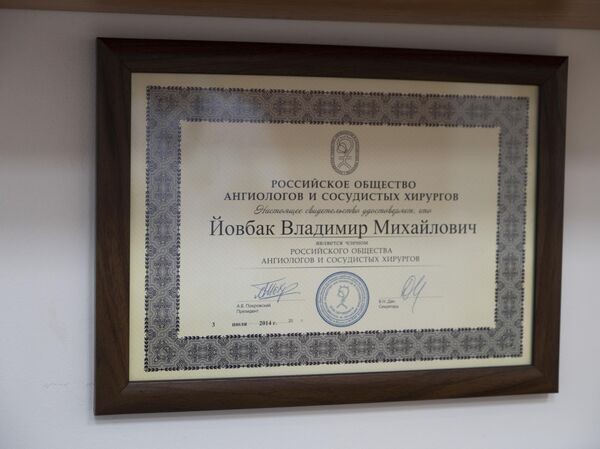 РОССИЙСКОЕ ОБЩЕСТВО
АНГИОЛОГОВ И СОСУДИСТЫХ ХИРУРГОВ
Настоящее свидетельство удостоверяет, что
Йовбак Владимир Михайлович
является членом
РОССИЙСКОГО ОБЩЕСТВА
АНГИОЛОГОВ И СОСУДИСТЫХ ХИРУРГОВ
А.В. Покровский
Президент
В.Н. Дан
Секретарь
3 июля 2014 г.